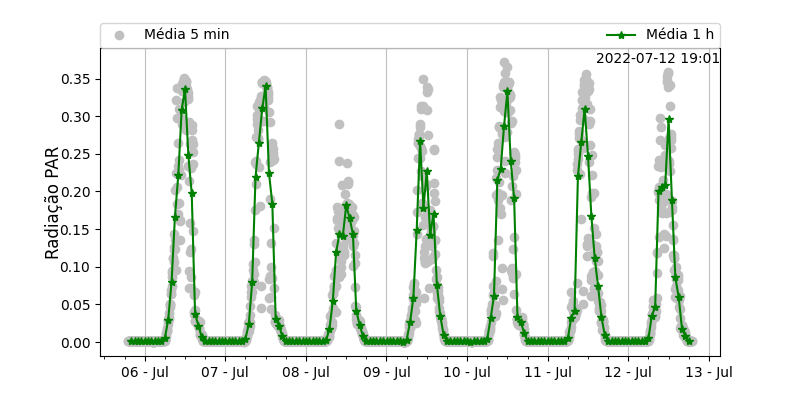 Média 5 min
Média 1 h
2022-07-12 19:01
Radiação PAR
0.35
0.30
0.25
0.20
0.15
0.10
0.05
0.00
06 - Jul
07 - Jul
08 - Jul
09 - Jul
10 - Jul
11 - Jul
12 - Jul
13 - Jul